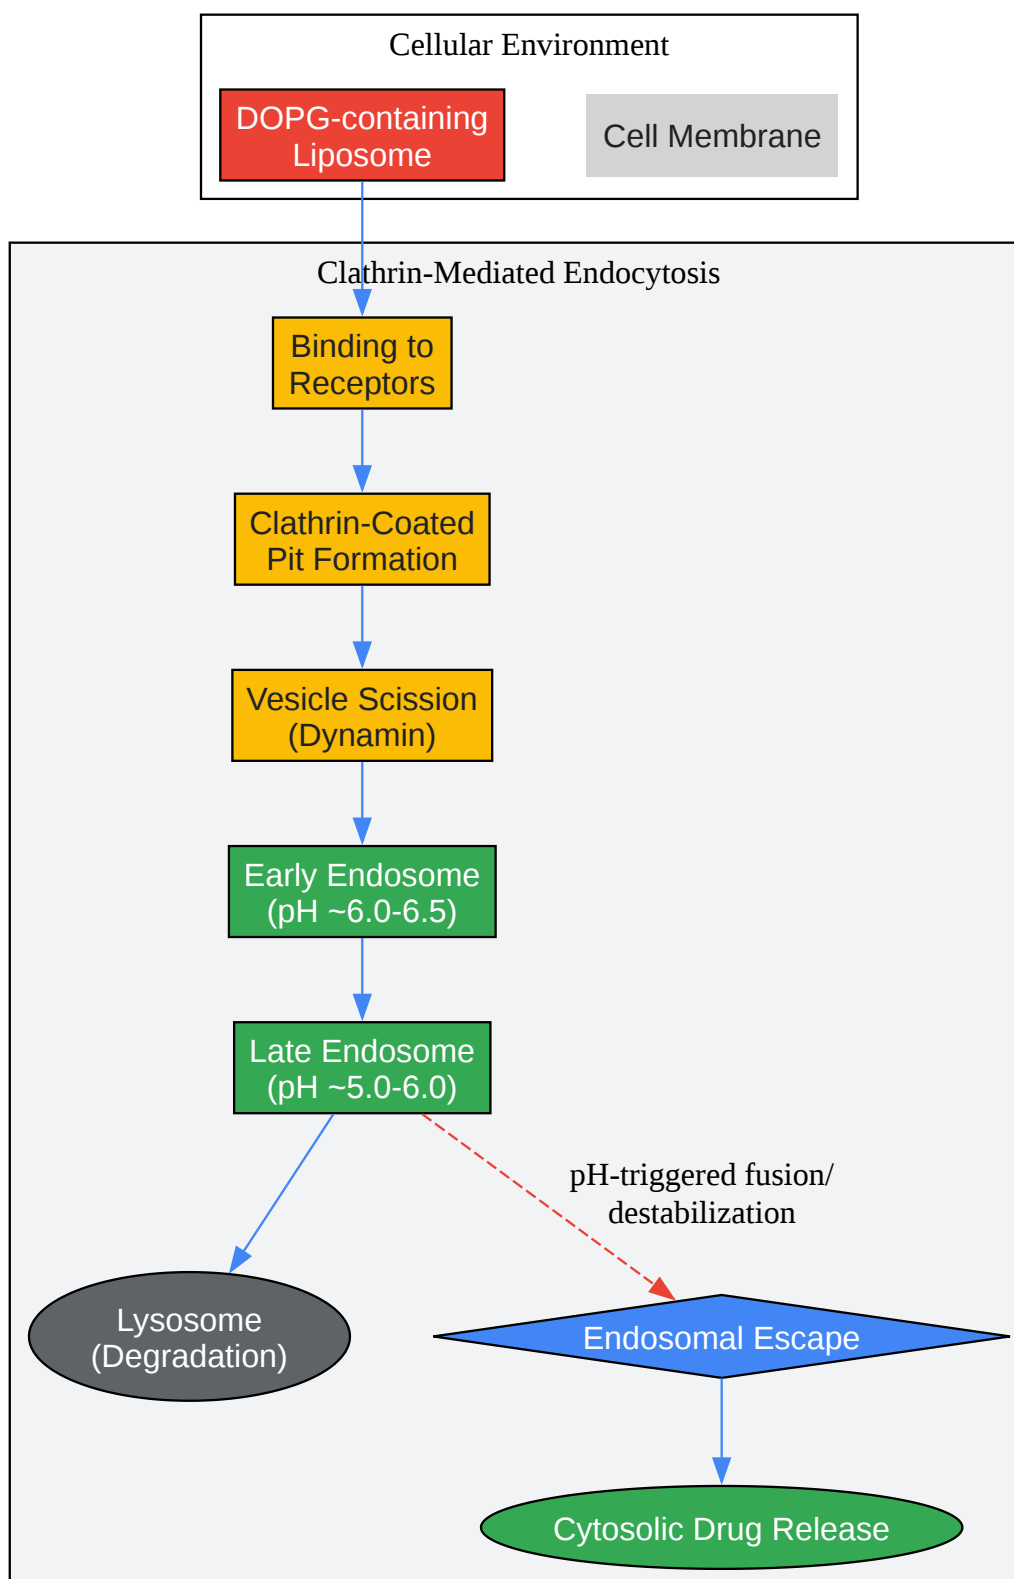 Cellular Environment
DOPG-containing
Liposome
Cell Membrane
Clathrin-Mediated Endocytosis
Binding to
Receptors
Clathrin-Coated
Pit Formation
Vesicle Scission
(Dynamin)
Early Endosome
(pH ~6.0-6.5)
Late Endosome
(pH ~5.0-6.0)
pH-triggered fusion/
destabilization
Lysosome
(Degradation)
Endosomal Escape
Cytosolic Drug Release